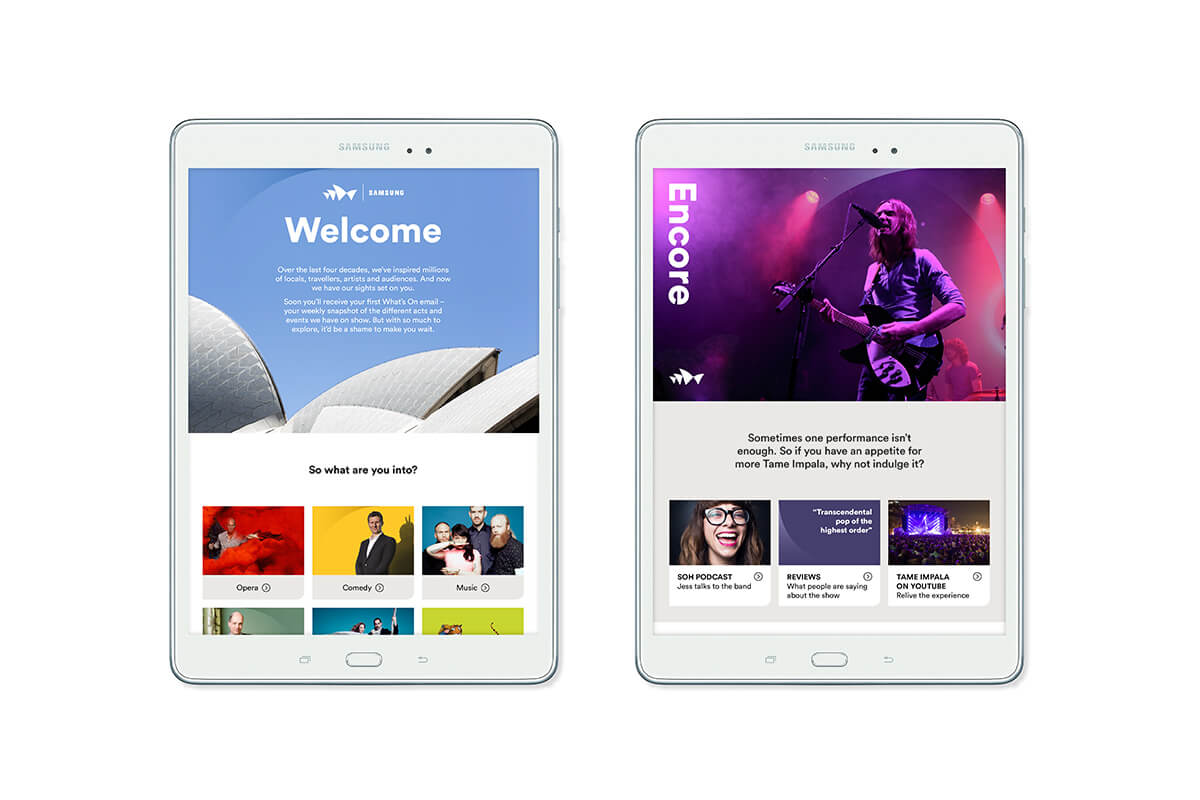 SAMSUNG
SAMSUNG
Welcome
Over the last four decades, we've inspired millions
of locals, travellers, artists and audiences. And now
we have our sights set on you.
Soon you'll receive your first What's On email –
your weekly snapshot of the different acts and
events we have on show. But with so much to
explore, it'd be a shame to make you wait.
So what are you into?
Opera
Comedy
Music
SAMSUNG
Encore
Sometimes one performance isn't
enough. So if you have an appetite for
more Tame Impala, why not indulge it?
"Transcendental
pop of the
highest order"
SOH PODCAST
Jess talks to the band
REVIEWS
What people are saying
about the show
TAME IMPALA
ON YOUTUBE
Relive the experience